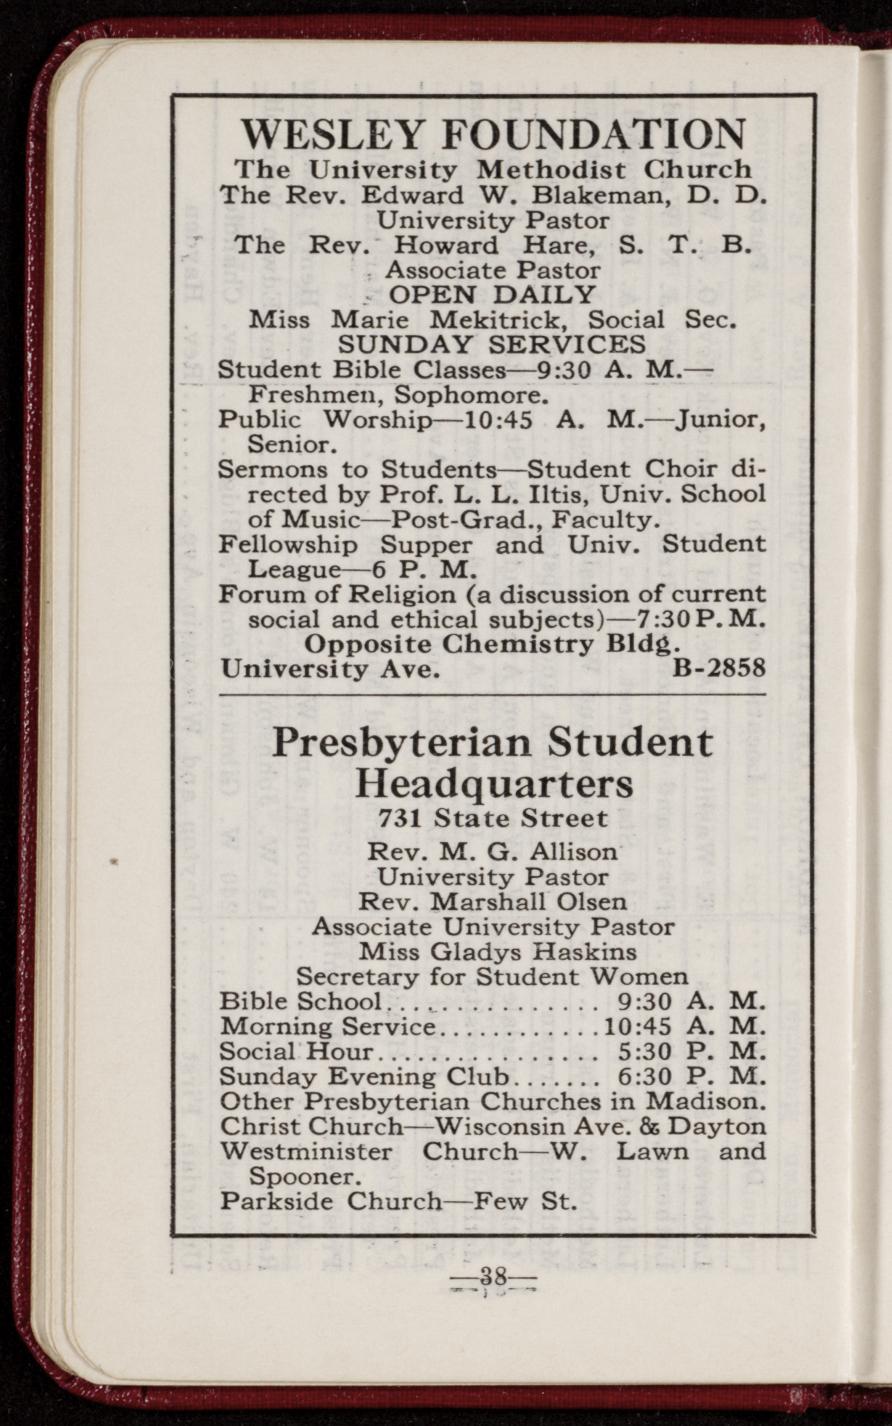 WESLEY FOUNDATION
The University Methodist Church
The Rev. Edward W. Blakeman, D. D.
University Pastor
The Rev. Howard Hare, S. T. B.
Associate Pastor
OPEN DAILY
Miss Marie Mekitrick, Social Sec.
SUNDAY SERVICES
Student Bible Classes—9:30 A. M.—
Freshmen, Sophomore.
Public Worship—10:45 A. M.—Junior,
Senior.
Sermons to Students—Student Choir di-
rected by Prof. L. L. Iltis, Univ. School
of Music—Post-Grad., Faculty.
Fellowship Supper and Univ. Student
League—6 P. M.
Forum of Religion (a discussion of current
social and ethical subjects)—7:30 P. M.
Opposite Chemistry Bldg.
University Ave. B-2858
Presbyterian Student
Headquarters
731 State Street
Rev. M. G. Allison
University Pastor
Rev. Marshall Olsen
Associate University Pastor
Miss Gladys Haskins
Secretary for Student Women
Bible School................ 9:30 A. M.
Morning Service............10:45 A. M.
Social Hour................ 5:30 P. M.
Sunday Evening Club....... 6:30 P. M.
Other Presbyterian Churches in Madison.
Christ Church—Wisconsin Ave. & Dayton
Westminister Church—W. Lawn and
Spooner.
Parkside Church—Few St.
—38—